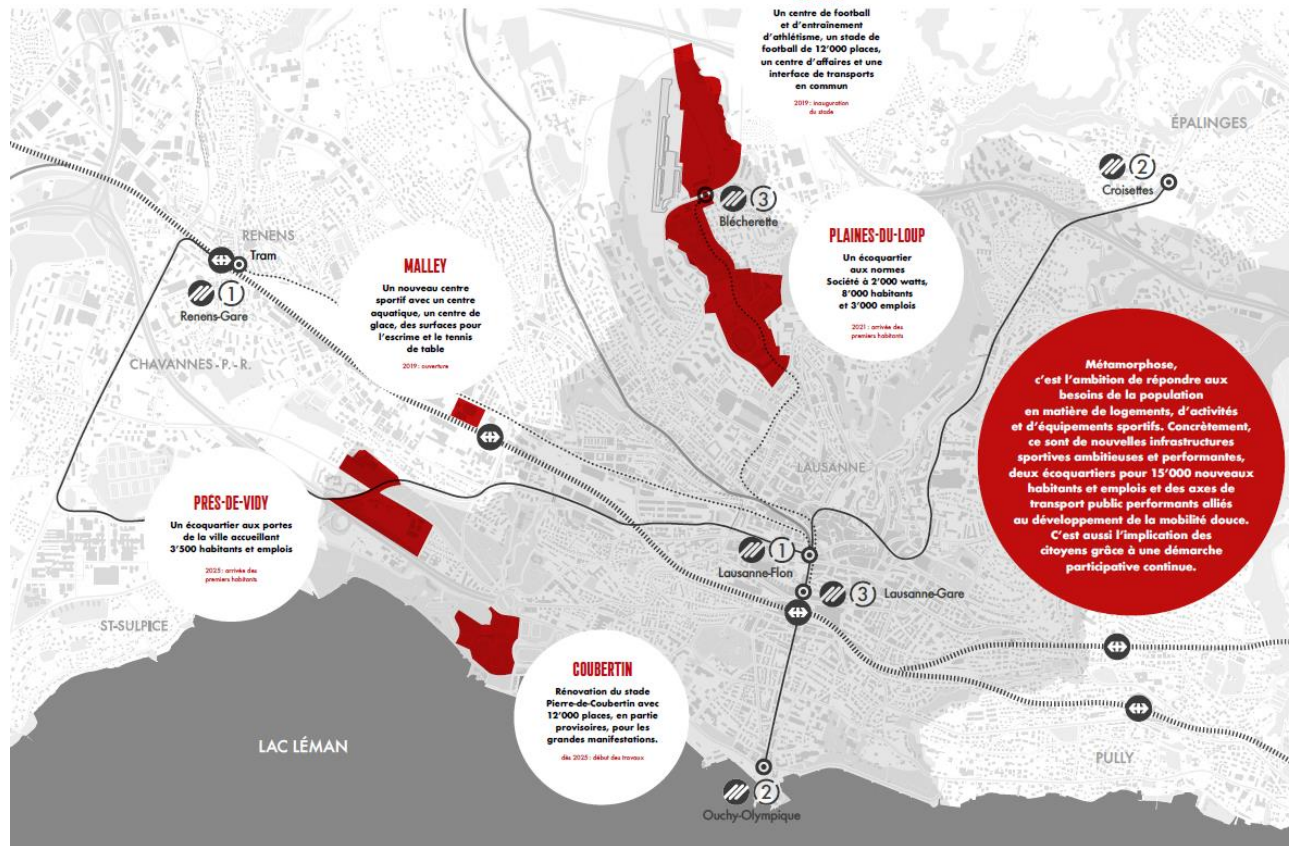 Un centre de football
et d'entraînement
d'athlétisme, un stade de
football de 12'000 places,
un centre d'affaires et une
interface de transports
en commun
2019 : inauguration
du stade
ÉPALINGES
2
Croisettes
3
Blécherette
PLAINES-DU-LOUP
Un écoquartier
aux normes
Société à 2'000 watts,
8'000 habitants
et 3'000 emplois
2021 : arrivée des
premiers habitants
RENENS
Tram
1
Renens-Gare
MALLEY
Un nouveau centre
sportif avec un centre
aquatique, un centre de
glace, des surfaces pour
l'escrime et le tennis
de table
2019 : ouverture
CHAVANNES-P.-R.
Métamorphose,
c'est l'ambition de répondre aux
besoins de la population
en matière de logements, d'activités
et d'équipements sportifs. Concrètement,
ce sont de nouvelles infrastructures
sportives ambitieuses et performantes,
deux écoquartiers pour 15'000 nouveaux
habitants et emplois et des axes de
transport public performants alliés
au développement de la mobilité douce.
C'est aussi l'implication des
citoyens grâce à une démarche
participative continue.
LAUSANNE
PRÉS-DE-VIDY
Un écoquartier aux portes
de la ville accueillant
3'500 habitants et emplois
2025 : arrivée des
premiers habitants
1
Lausanne-Flon
3
Lausanne-Gare
ST-SULPICE
COUBERTIN
Rénovation du stade
Pierre-de-Coubertin avec
12'000 places, en partie
provisoires, pour les
grandes manifestations.
dès 2025 : début des travaux
LAC LÉMAN
PULLY
2
Ouchy-Olympique